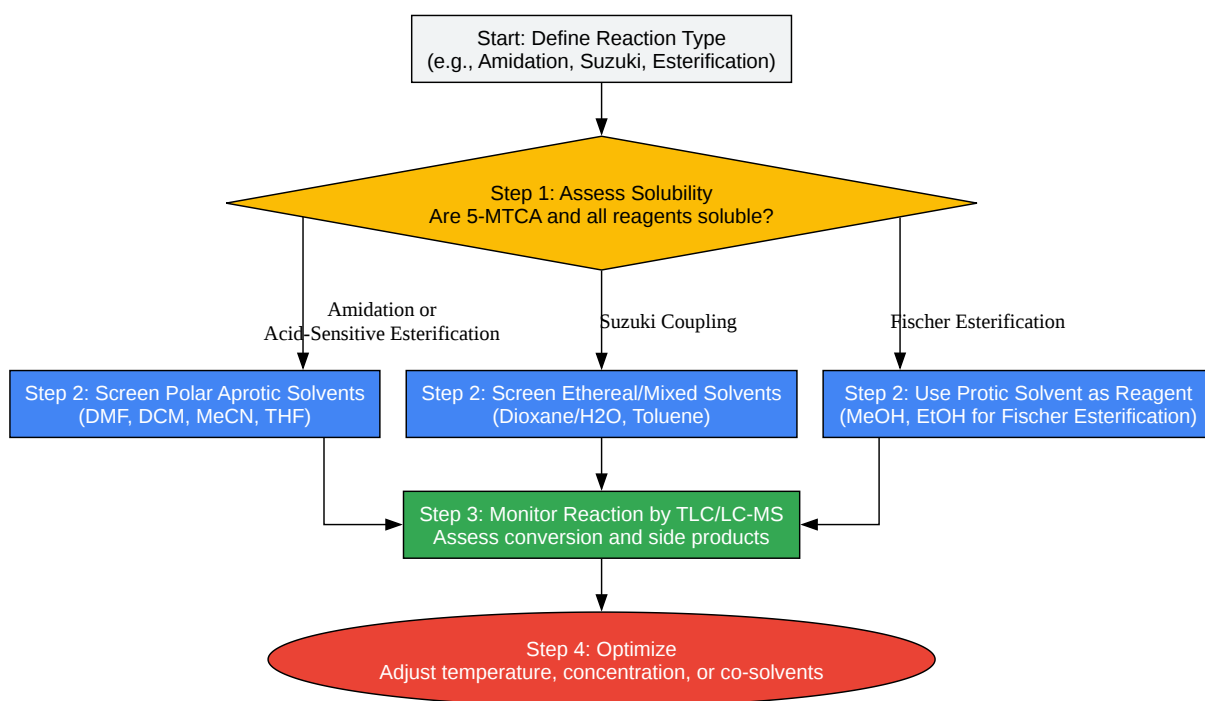 Start: Define Reaction Type
(e.g., Amidation, Suzuki, Esterification)
Step 1: Assess Solubility
Are 5-MTCA and all reagents soluble?
Amidation or
Acid-Sensitive Esterification
Suzuki Coupling
Fischer Esterification
Step 2: Screen Polar Aprotic Solvents
(DMF, DCM, MeCN, THF)
Step 2: Screen Ethereal/Mixed Solvents
(Dioxane/H2O, Toluene)
Step 2: Use Protic Solvent as Reagent
(MeOH, EtOH for Fischer Esterification)
Step 3: Monitor Reaction by TLC/LC-MS
Assess conversion and side products
Step 4: Optimize
Adjust temperature, concentration, or co-solvents